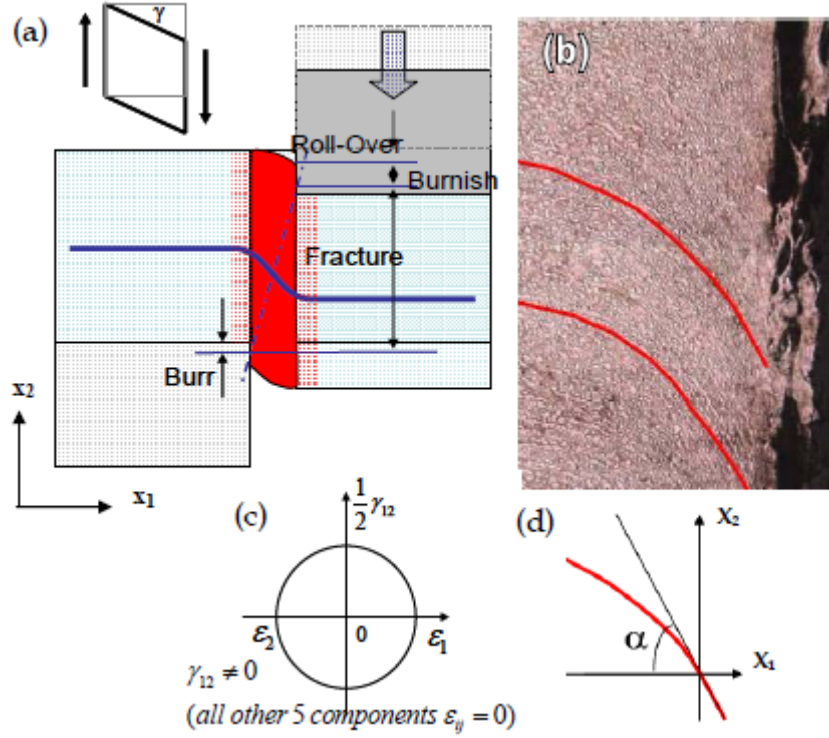 (a)
γ
Roll-Over
Burnish
Fracture
Burr
x₂
x₁
(b)
(c)
½γ₁₂
ε₂
0
ε₁
γ₁₂ ≠ 0
(all other 5 components εᵢⱼ = 0)
(d)
X₂
α
X₁